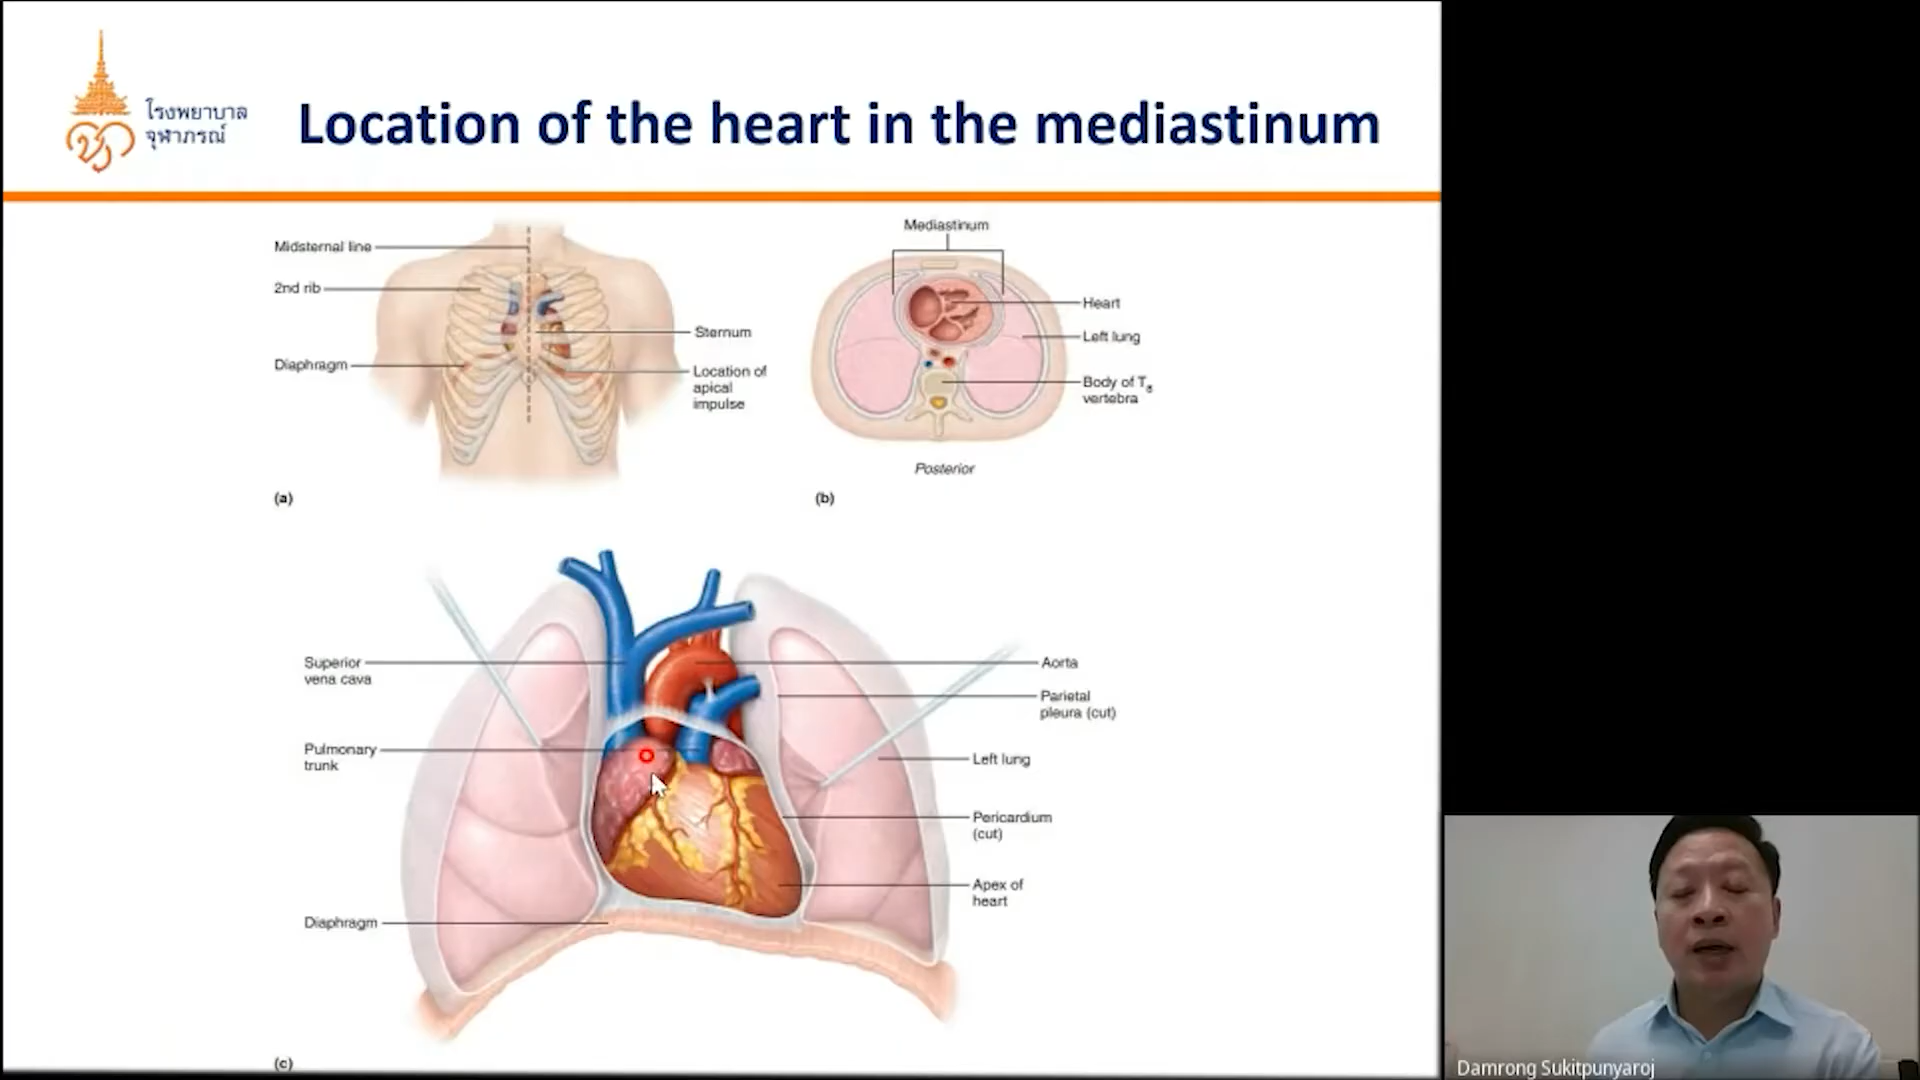 โรงพยาบาล
จุฬาภรณ์
Location of the heart in the mediastinum
Midsternal line
2nd rib
Diaphragm
Sternum
Location of
apical
impulse
(a)
Mediastinum
Heart
Left lung
Body of T8
vertebra
Posterior
(b)
Superior
vena cava
Pulmonary
trunk
Diaphragm
Aorta
Parietal
pleura (cut)
Left lung
Pericardium
(cut)
Apex of
heart
(c)
Damrong Sukitpunyaroj